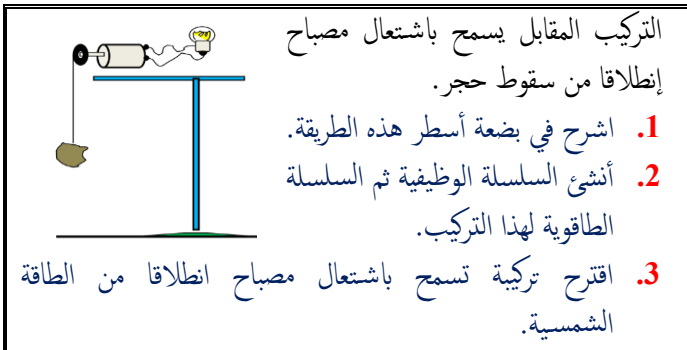 التركيب المقابل يسمح باشتعال مصباح
إنطلاقا من سقوط حجر.
1. اشرح في بضعة أسطر هذه الطريقة.
2. أنشئ السلسلة الوظيفية ثم السلسلة
الطاقوية لهذا التركيب.
3. اقترح تركيبة تسمح باشتعال مصباح انطلاقا من الطاقة
الشمسية.